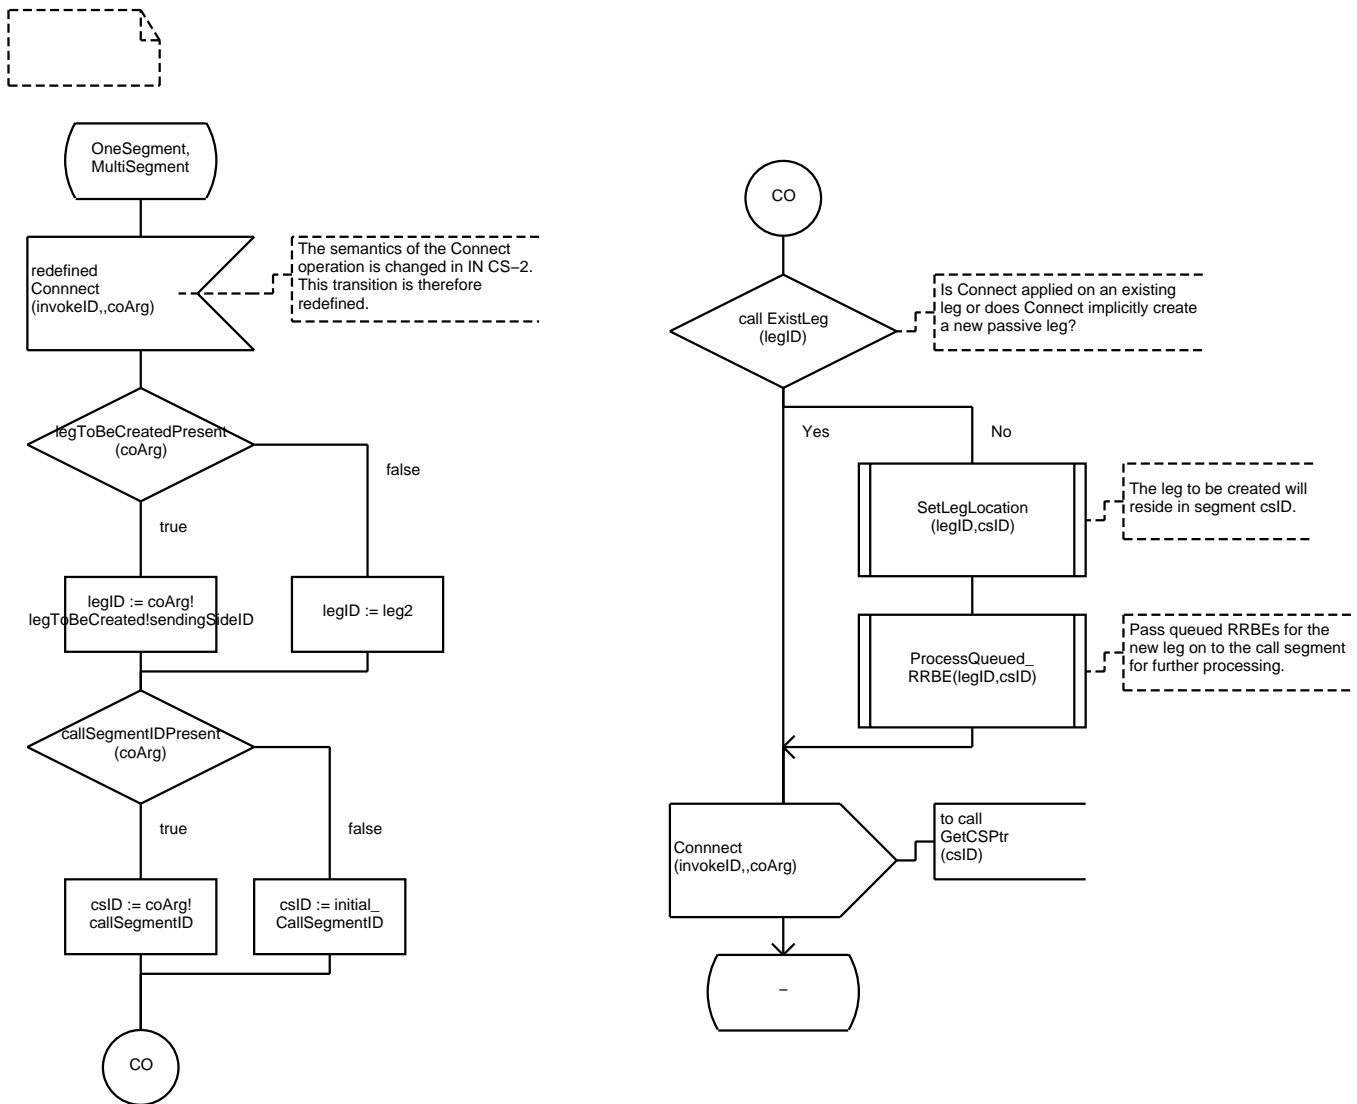 OneSegment,
MultiSegment
redefined
Connnect
(invokeID,,coArg)
The semantics of the Connect
operation is changed in IN CS–2.
This transition is therefore
redefined.
legToBeCreatedPresent
(coArg)
false
true
legID := coArg!
legToBeCreated!sendingSideID
legID := leg2
callSegmentIDPresent
(coArg)
true
false
csID := coArg!
callSegmentID
csID := initial_
CallSegmentID
CO
CO
call ExistLeg
(legID)
Is Connect applied on an existing
leg or does Connect implicitly create
a new passive leg?
Yes
No
SetLegLocation
(legID,csID)
The leg to be created will
reside in segment csID.
ProcessQueued_
RRBE(legID,csID)
Pass queued RRBEs for the
new leg on to the call segment
for further processing.
Connnect
(invokeID,,coArg)
to call
GetCSPtr
(csID)
–